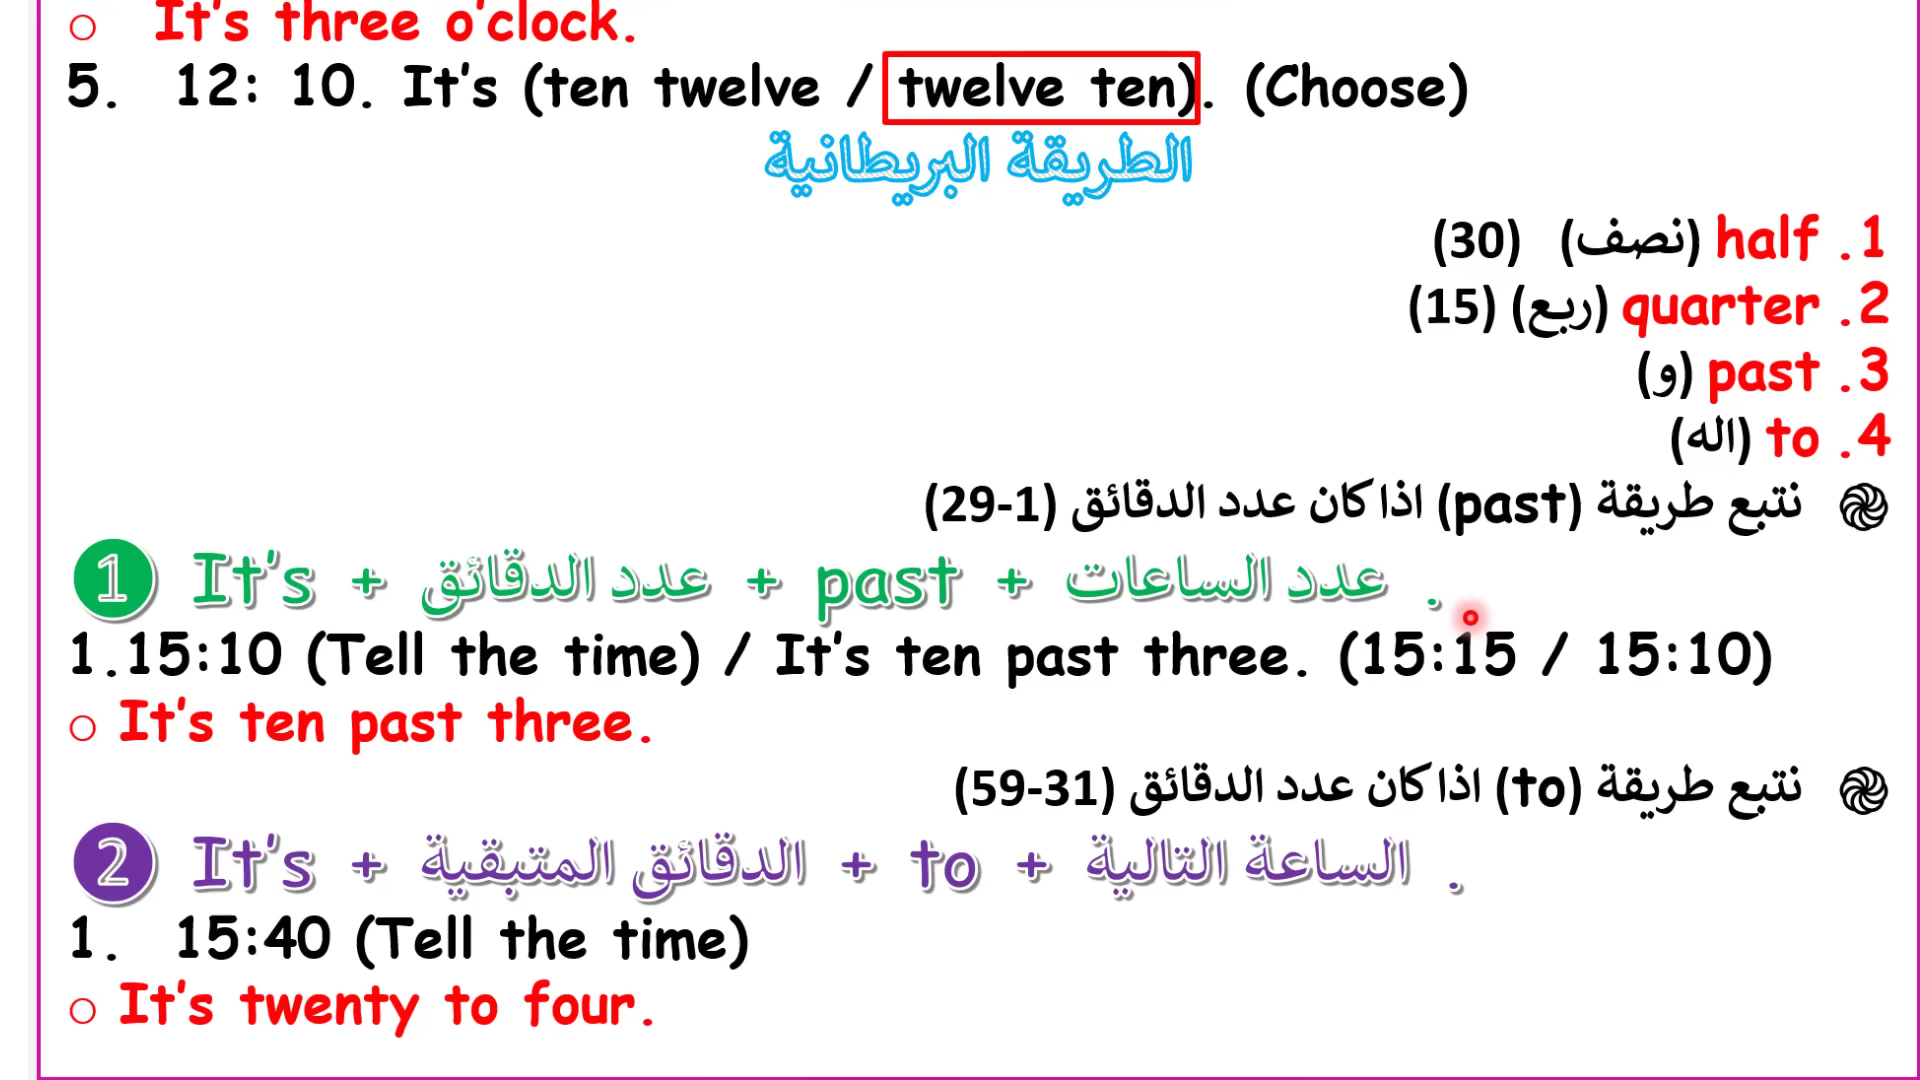 o It's three o'clock.
5. 12: 10. It's (ten twelve / twelve ten). (Choose)
الطريقة البريطانية
1. half (نصف) (30)
2. quarter (ربع) (15)
3. past (و)
4. to (اله)
نتبع طريقة (past) اذا كان عدد الدقائق (1-29)
1 It's + عدد الدقائق + past + عدد الساعات .
1.15:10 (Tell the time) / It's ten past three. (15:15 / 15:10)
o It's ten past three.
نتبع طريقة (to) اذا كان عدد الدقائق (31-59)
2 It's + الدقائق المتبقية + to + الساعة التالية .
1. 15:40 (Tell the time)
o It's twenty to four.